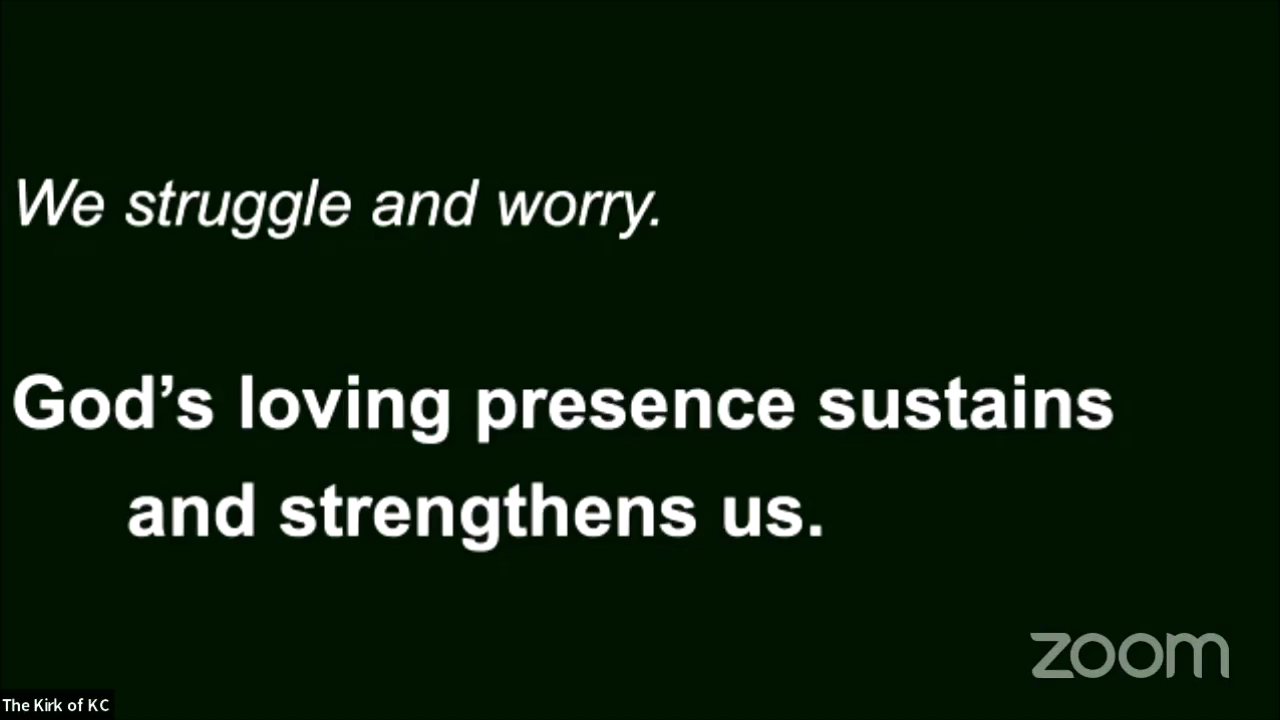 We struggle and worry.
God’s loving presence sustains
and strengthens us.
zoom
The Kirk of KC